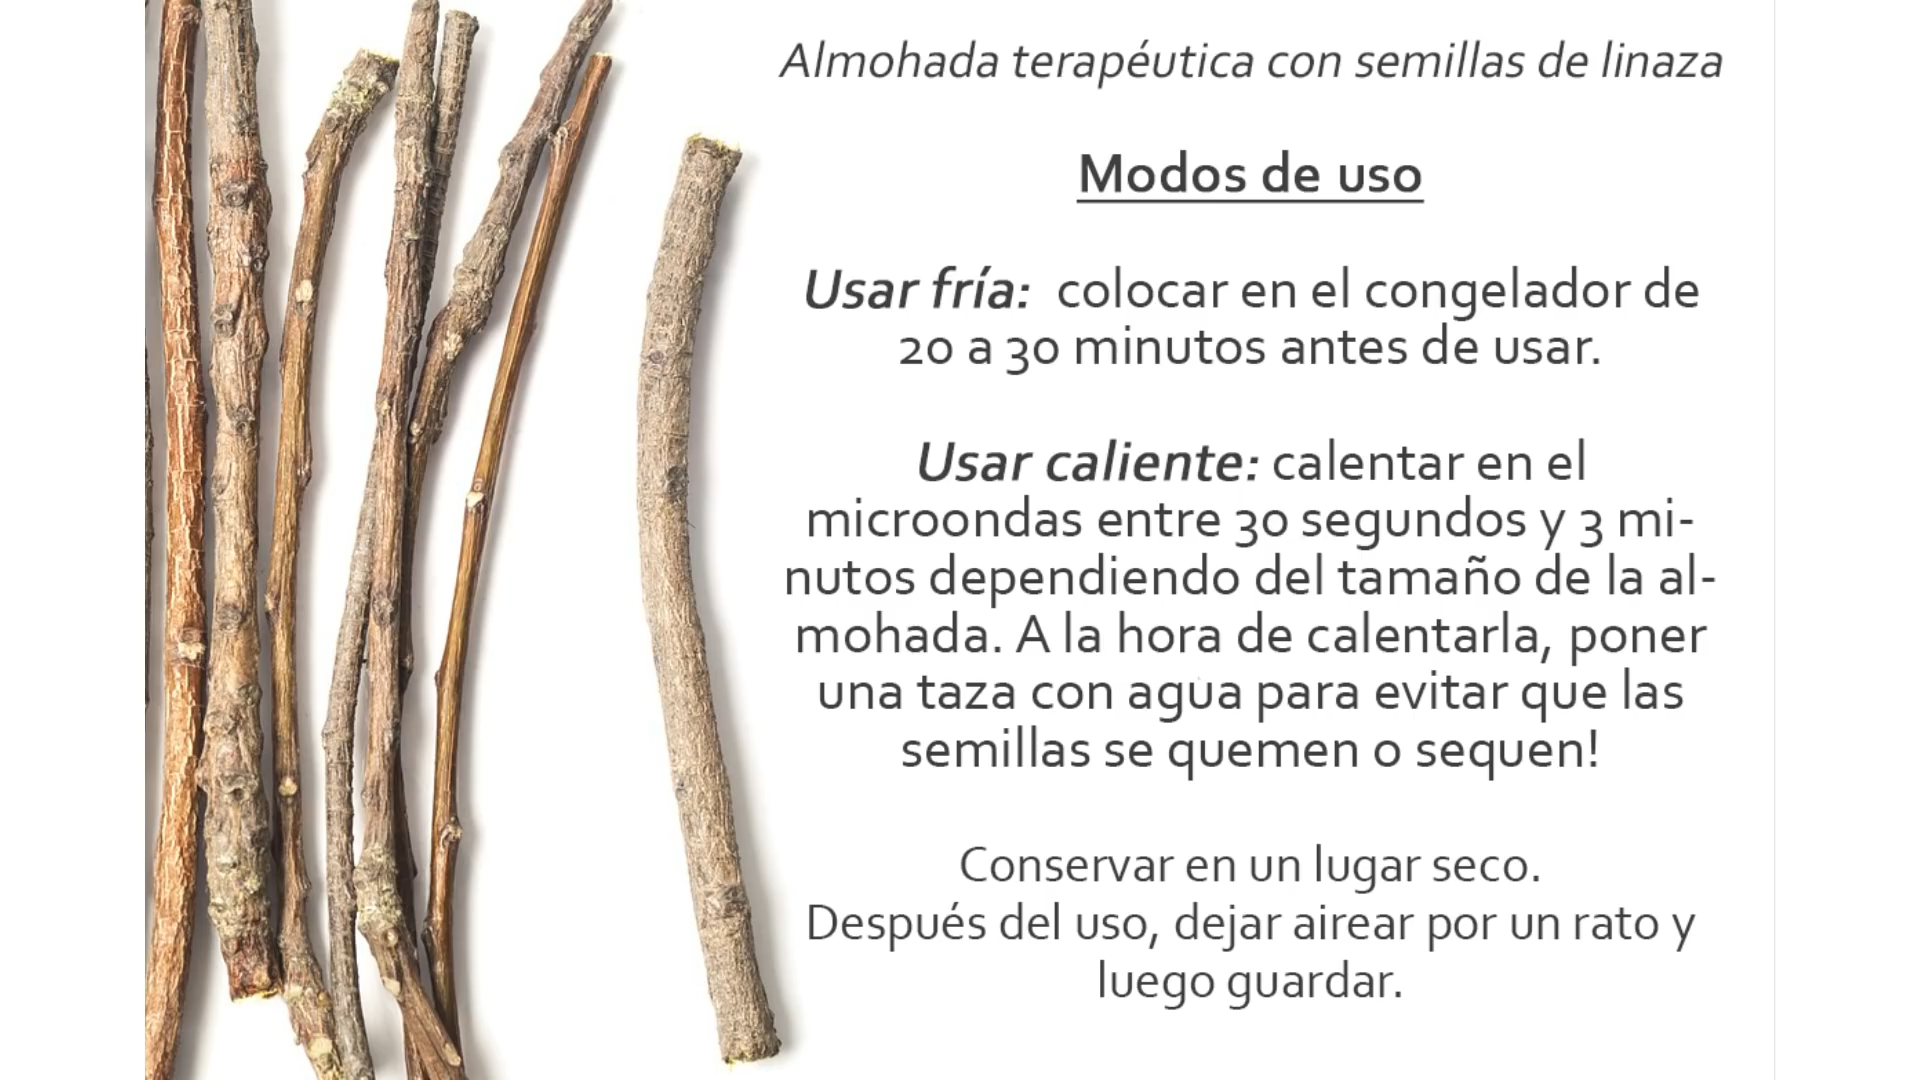 Almohada terapéutica con semillas de linaza
Modos de uso
Usar fría: colocar en el congelador de
20 a 30 minutos antes de usar.
Usar caliente: calentar en el
microondas entre 30 segundos y 3 mi-
nutos dependiendo del tamaño de la al-
mohada. A la hora de calentarla, poner
una taza con agua para evitar que las
semillas se quemen o sequen!
Conservar en un lugar seco.
Después del uso, dejar airear por un rato y
luego guardar.